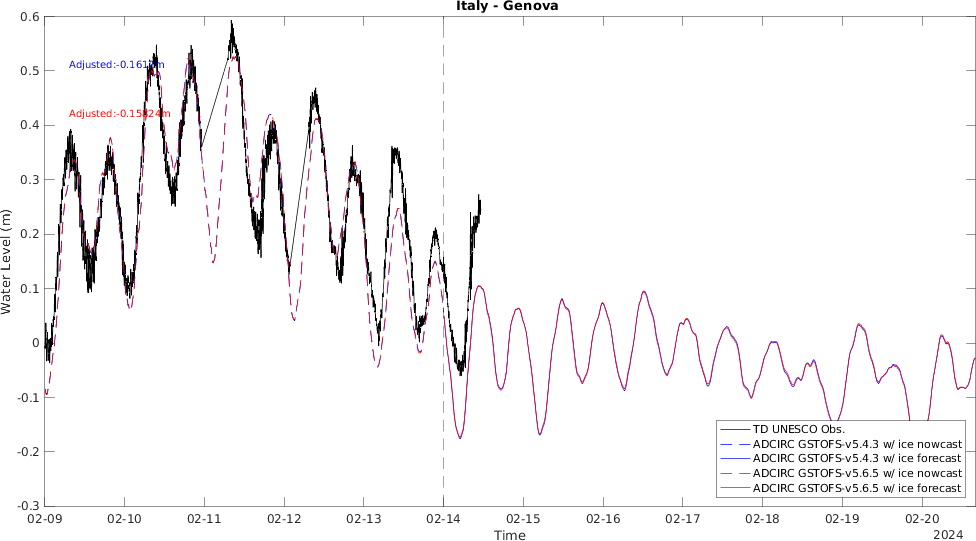 Italy - Genova
0.6
0.5
0.4
0.3
0.2
0.1
0
-0.1
-0.2
-0.3
Water Level (m)
Adjusted:-0.161
Adjusted:-0.15824m
TD UNESCO Obs.
ADCIRC GSTOFS-v5.4.3 w/ ice nowcast
ADCIRC GSTOFS-v5.4.3 w/ ice forecast
ADCIRC GSTOFS-v5.6.5 w/ ice nowcast
ADCIRC GSTOFS-v5.6.5 w/ ice forecast
02-09 02-10 02-11 02-12 02-13 02-14 02-15 02-16 02-17 02-18 02-19 02-20
Time
2024